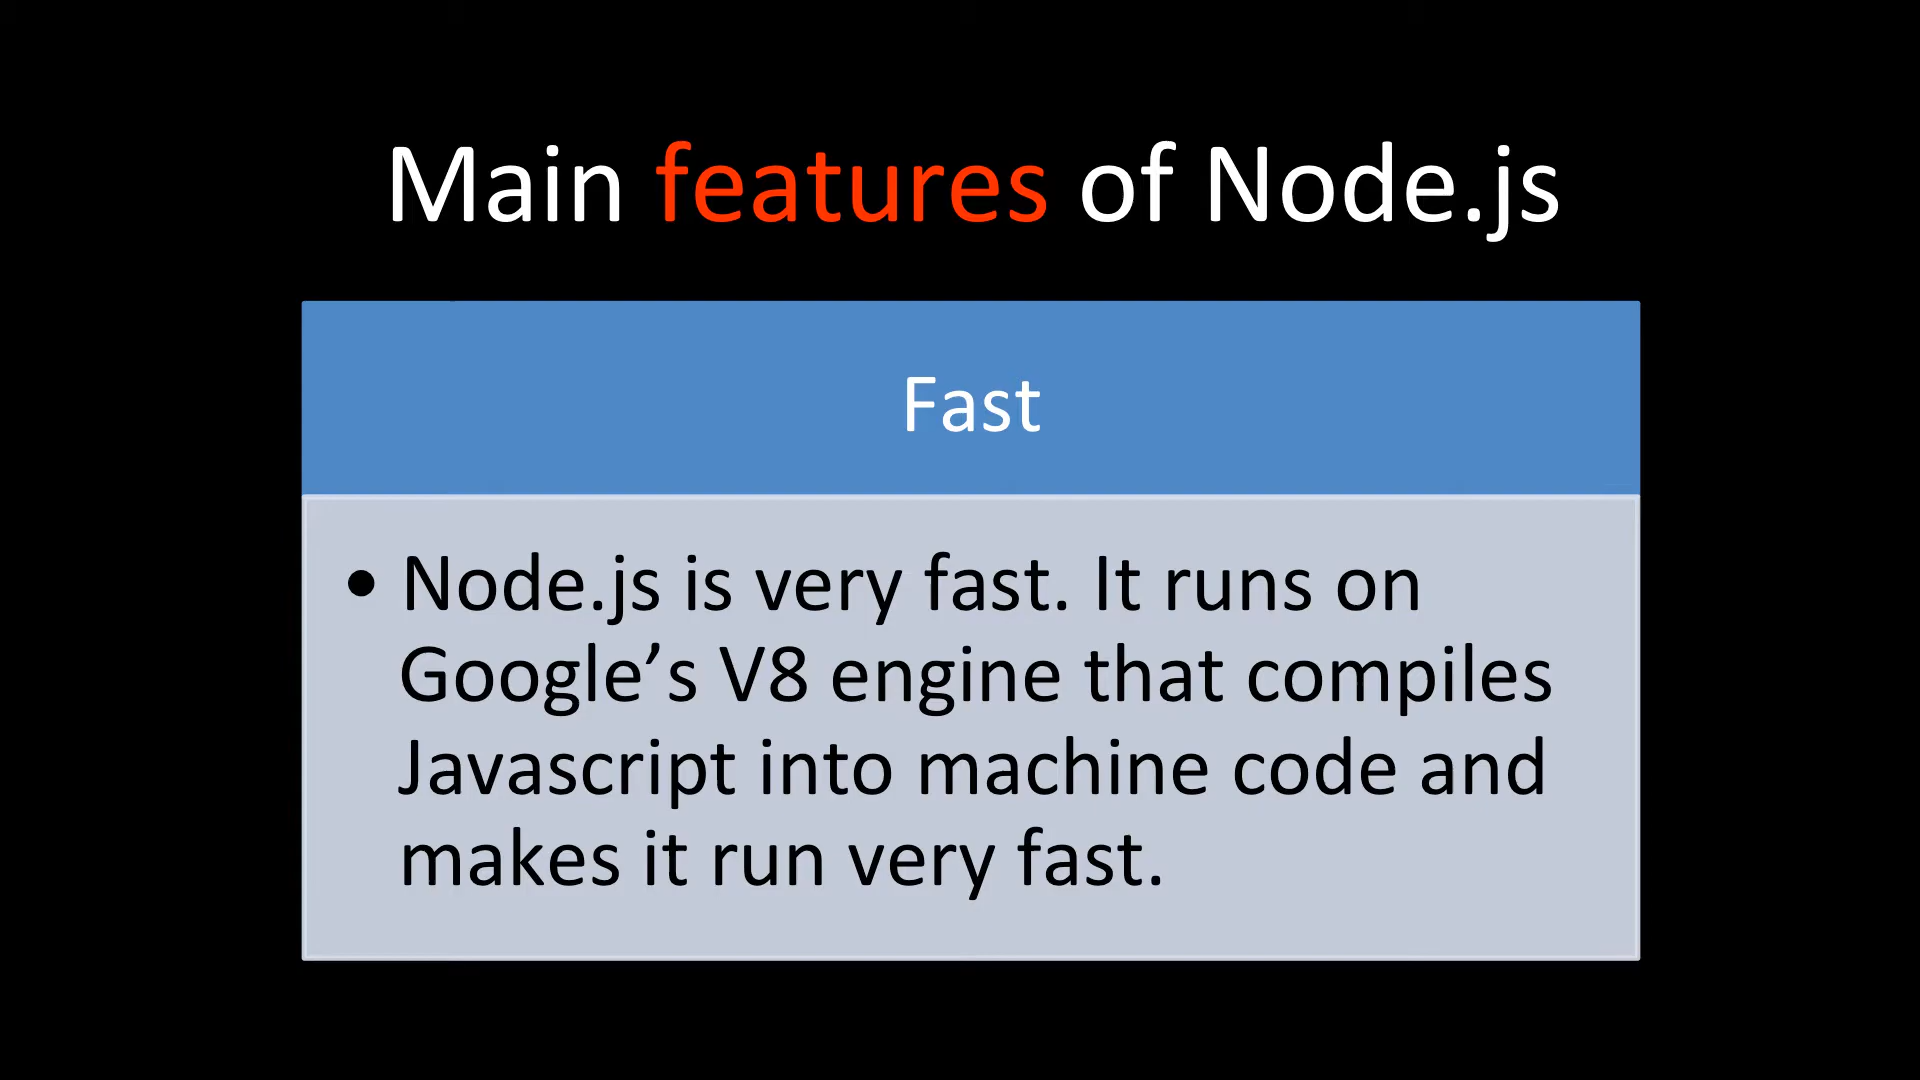 Main features of Node.js
Fast
• Node.js is very fast. It runs on
Google’s V8 engine that compiles
Javascript into machine code and
makes it run very fast.